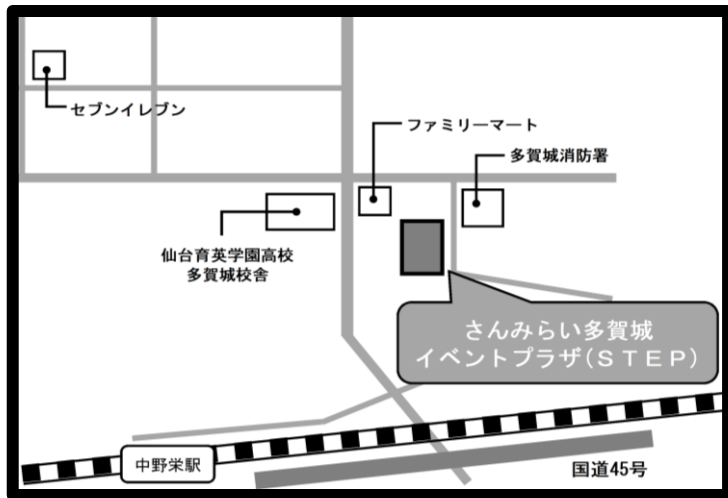 セブンイレブン
ファミリーマート
多賀城消防署
仙台育英学園高校
多賀城校舎
さんみらい多賀城
イベントプラザ(ＳＴＥＰ)
中野栄駅
国道45号